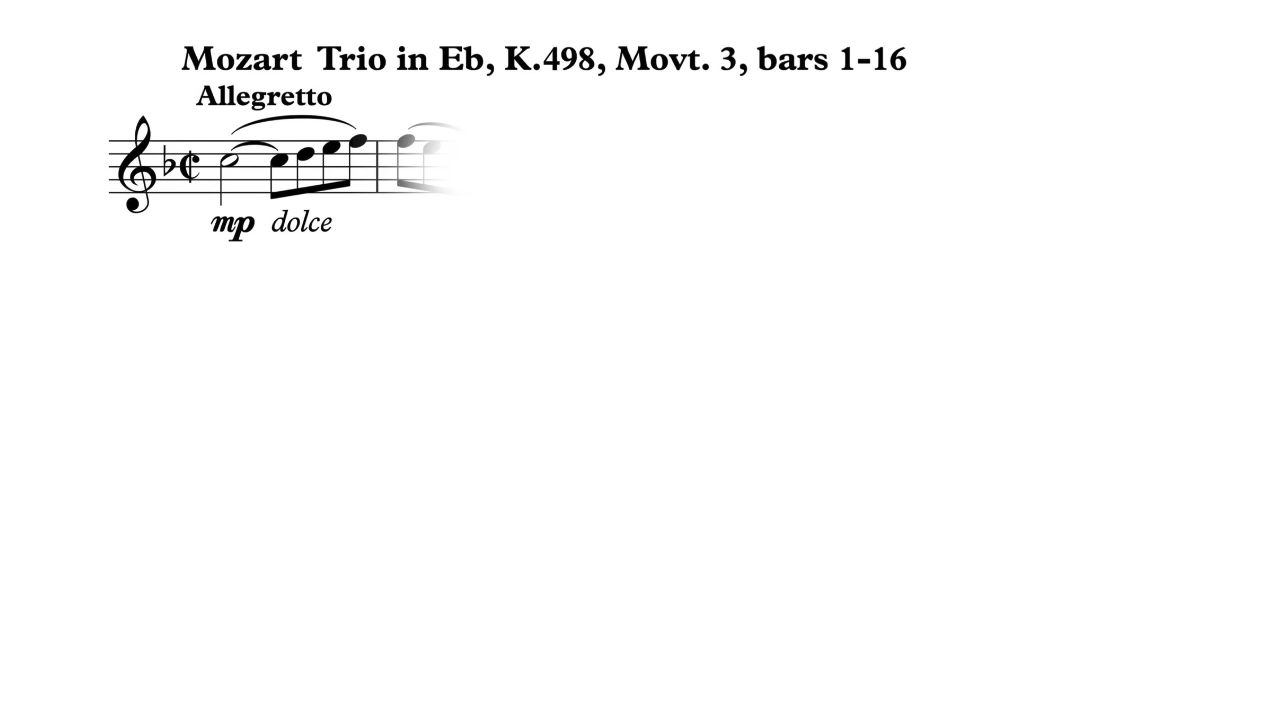 Mozart Trio in Eb, K.498, Movt. 3, bars 1-16
Allegretto
mp dolce